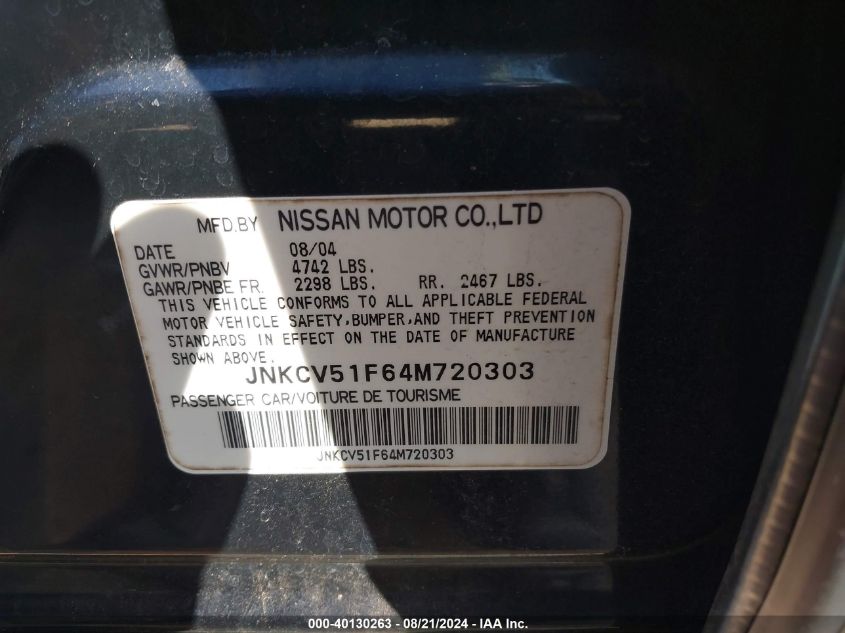 MFD.BY NISSAN MOTOR CO.,LTD
DATE 08/04
GVWR/PNBV 4742 LBS.
GAWR/PNBE FR. 2298 LBS. RR. 2467 LBS.
THIS VEHICLE CONFORMS TO ALL APPLICABLE FEDERAL
MOTOR VEHICLE SAFETY,BUMPER,AND THEFT PREVENTION
STANDARDS IN EFFECT ON THE DATE OF MANUFACTURE
SHOWN ABOVE.
JNKCV51F64M720303
PASSENGER CAR/VOITURE DE TOURISME
JNKCV51F64M720303
000-40130263 - 08/21/2024 - IAA Inc.